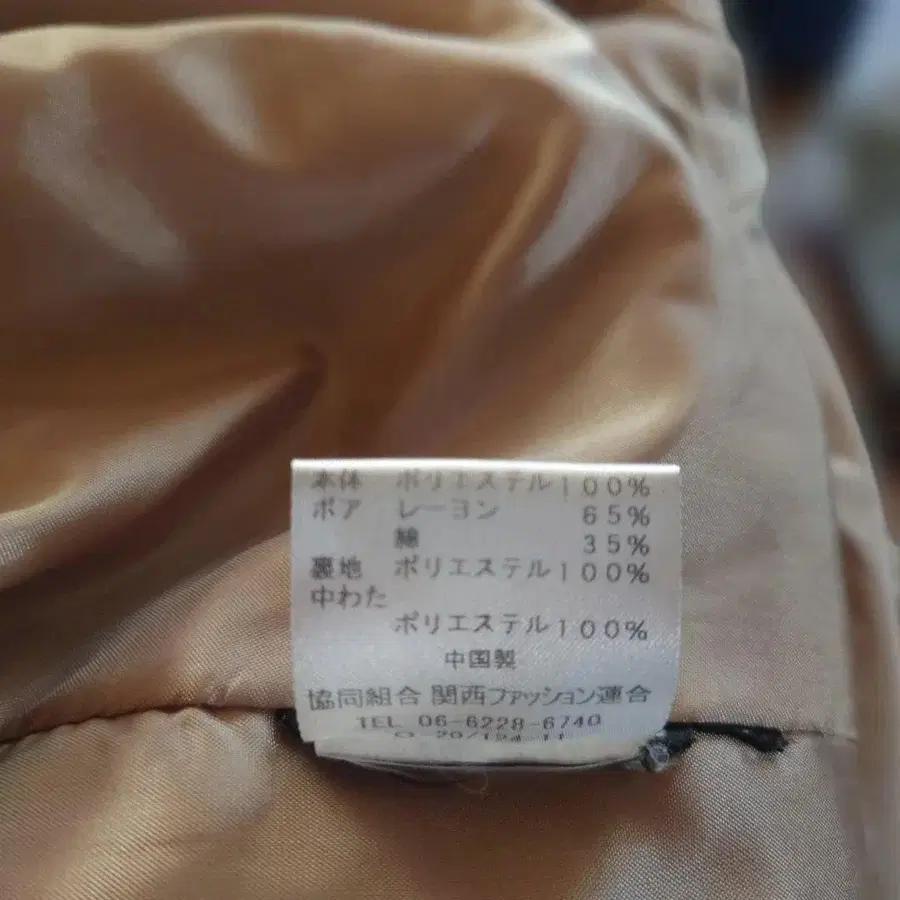 本体 ポリエステル100%
ボア レーヨン 65%
綿 35%
裏地 ポリエステル100%
中わた
ポリエステル100%
中国製
協同組合 関西ファッション連合
TEL 06-6228-6740